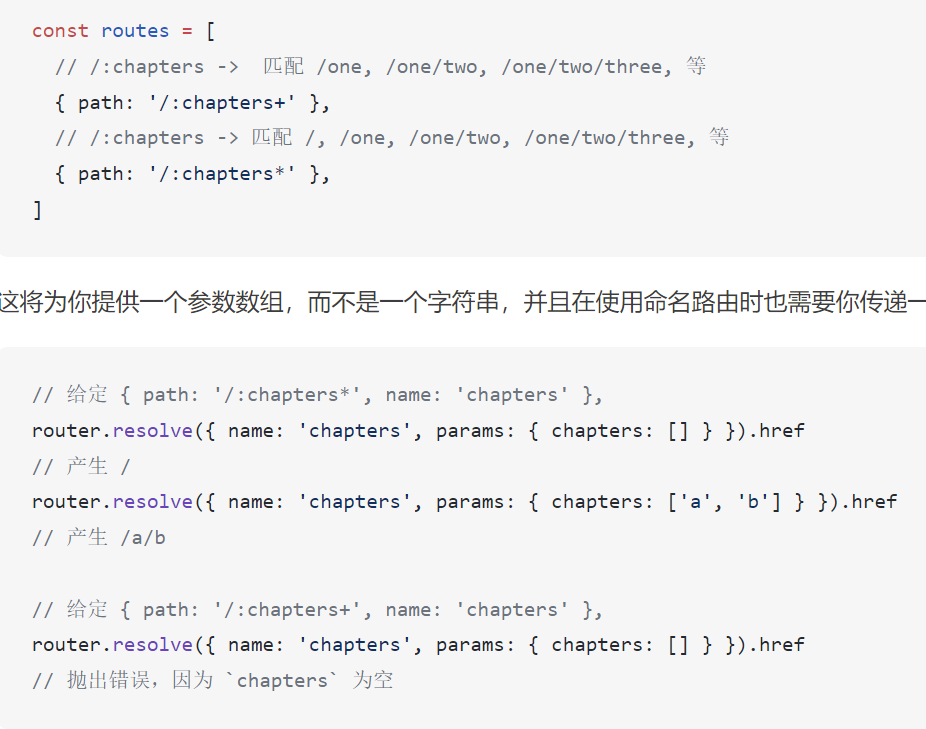 const routes = [
// /:chapters ->  匹配 /one, /one/two, /one/two/three, 等
{ path: '/:chapters+' },
// /:chapters -> 匹配 /, /one, /one/two, /one/two/three, 等
{ path: '/:chapters*' },
]
这将为你提供一个参数数组，而不是一个字符串，并且在使用命名路由时也需要你传递一
// 给定 { path: '/:chapters*', name: 'chapters' },
router.resolve({ name: 'chapters', params: { chapters: [] } }).href
// 产生 /
router.resolve({ name: 'chapters', params: { chapters: ['a', 'b'] } }).href
// 产生 /a/b
// 给定 { path: '/:chapters+', name: 'chapters' },
router.resolve({ name: 'chapters', params: { chapters: [] } }).href
// 抛出错误，因为 `chapters` 为空